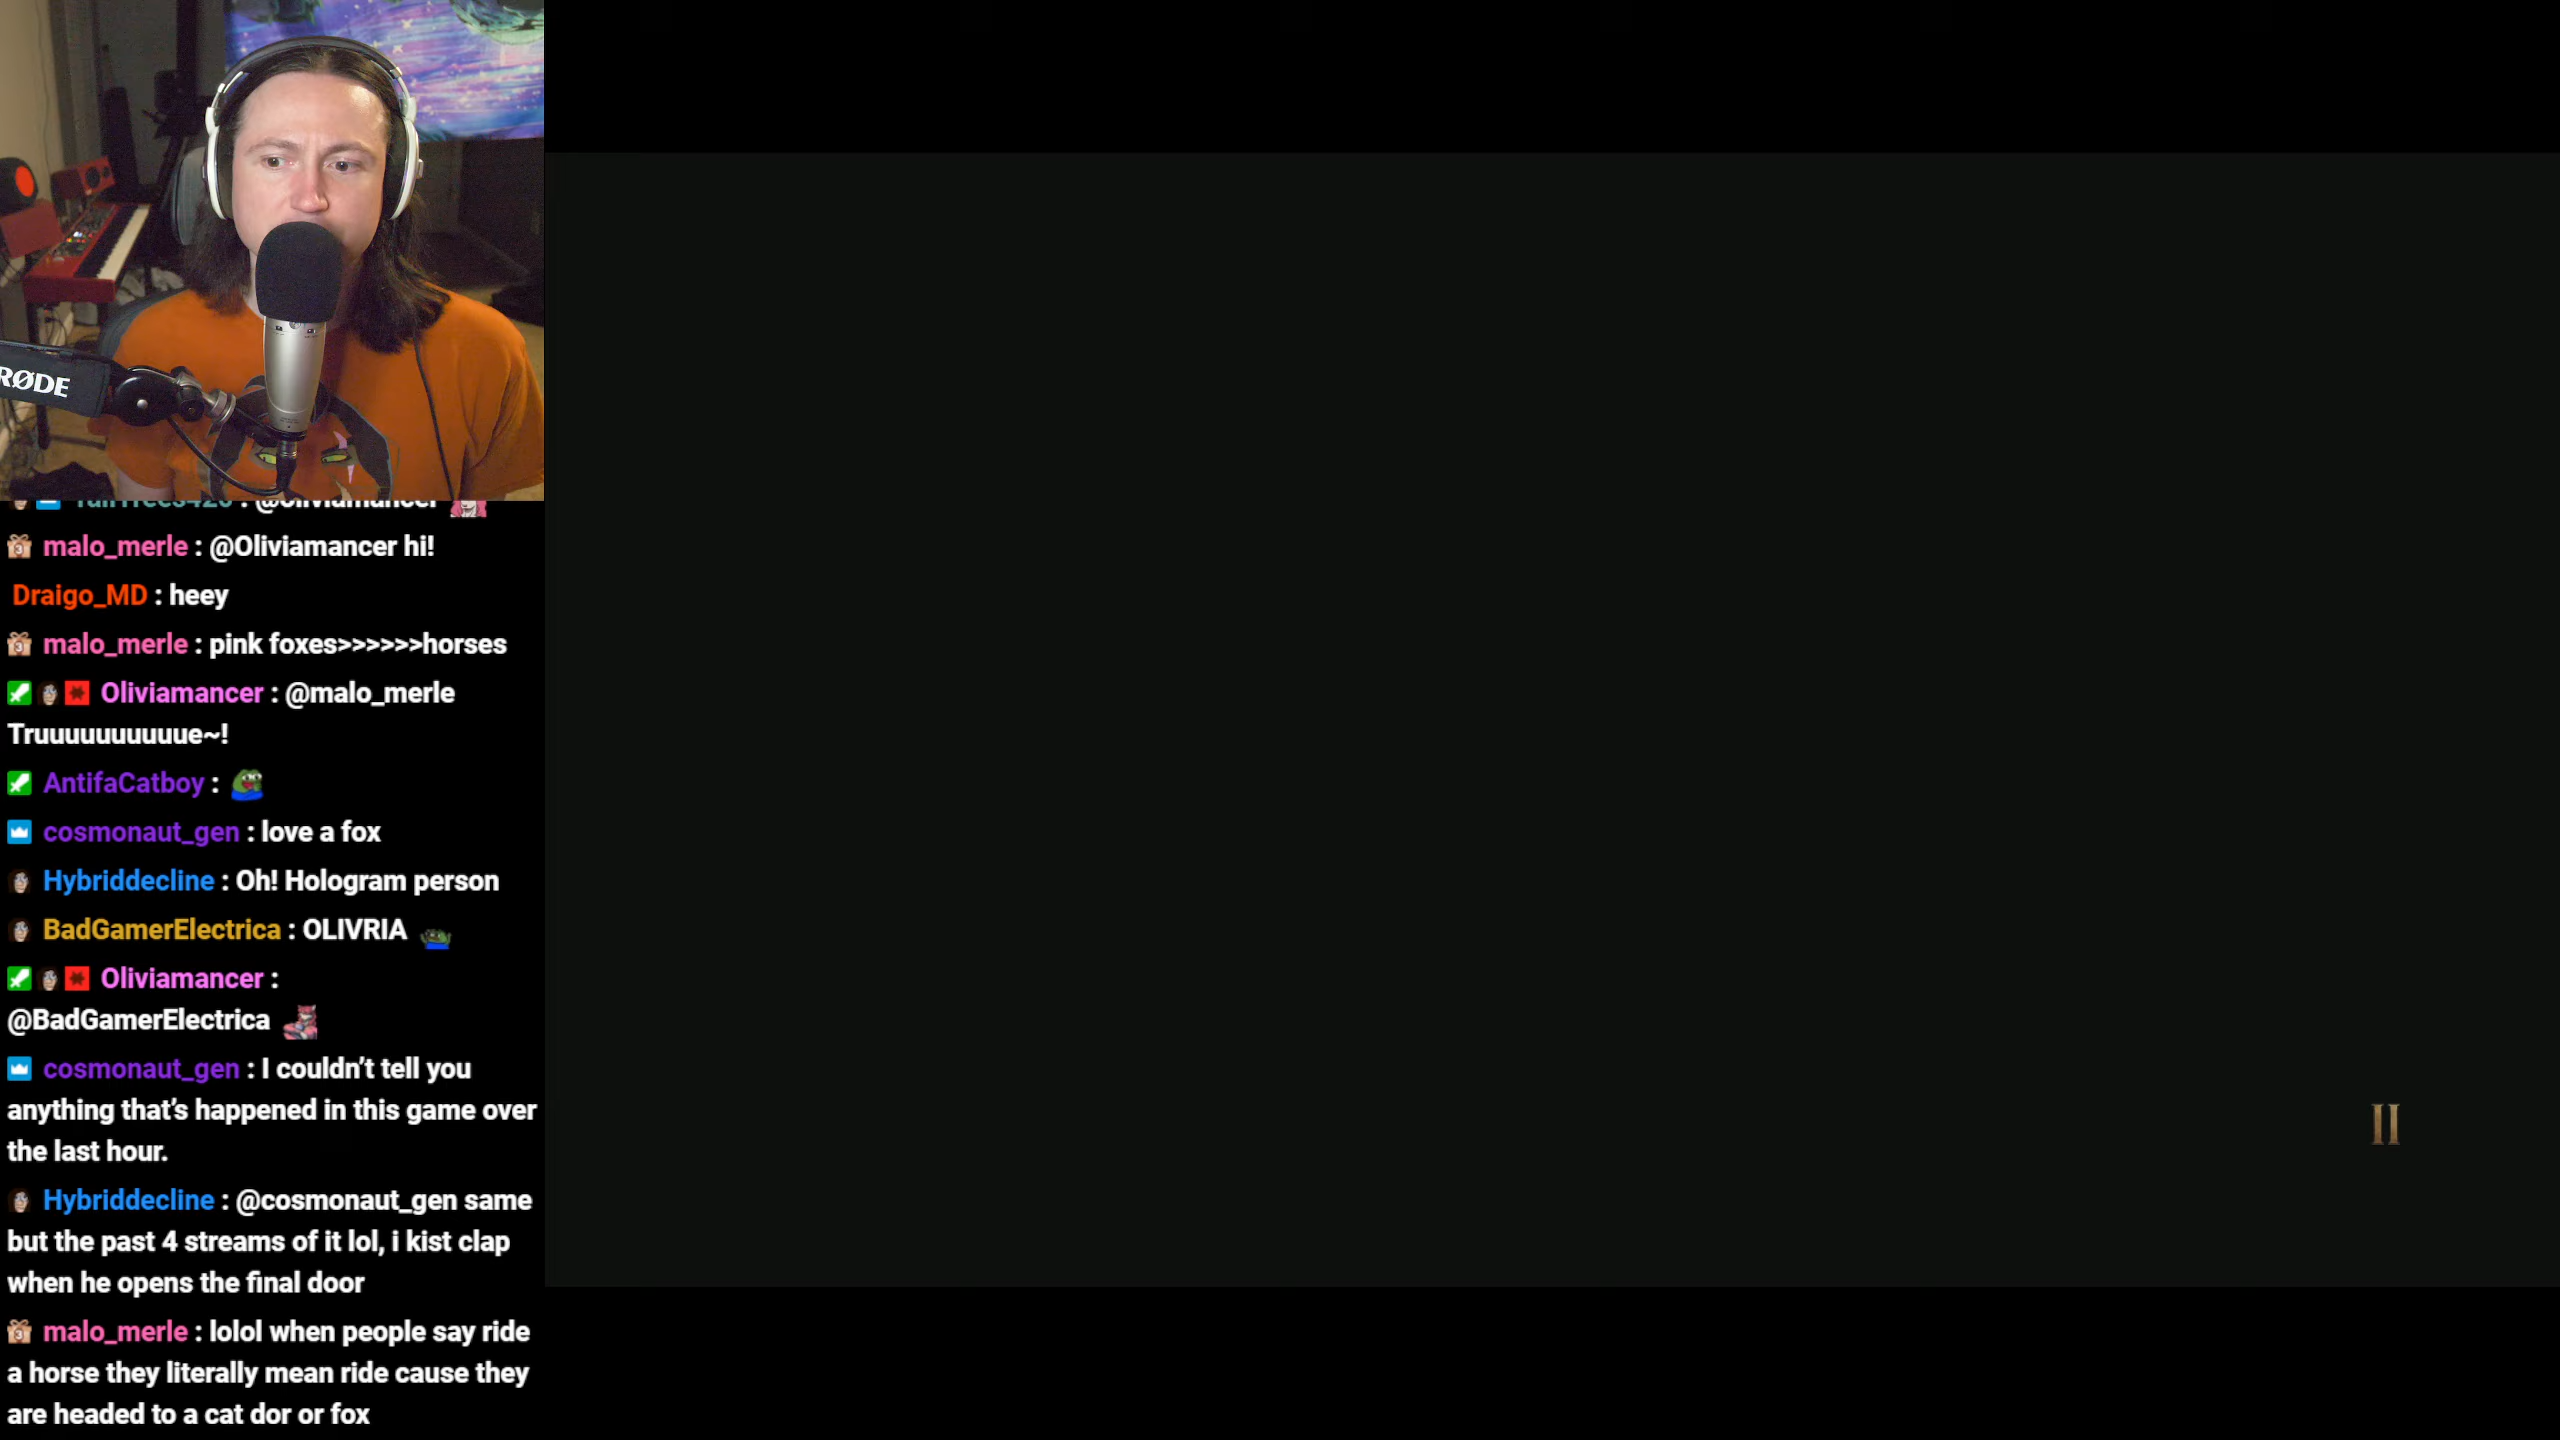 RØDE
: @oliviamancer
malo_merle : @Oliviamancer hi!
Draigo_MD : heey
malo_merle : pink foxes>>>>>>horses
Oliviamancer : @malo_merle
Truuuuuuuuuue~!
AntifaCatboy :
cosmonaut_gen : love a fox
Hybriddecline : Oh! Hologram person
BadGamerElectrica : OLIVRIA
Oliviamancer :
@BadGamerElectrica
cosmonaut_gen : I couldn’t tell you
anything that’s happened in this game over
the last hour.
Hybriddecline : @cosmonaut_gen same
but the past 4 streams of it lol, i kist clap
when he opens the final door
malo_merle : lolol when people say ride
a horse they literally mean ride cause they
are headed to a cat dor or fox
II